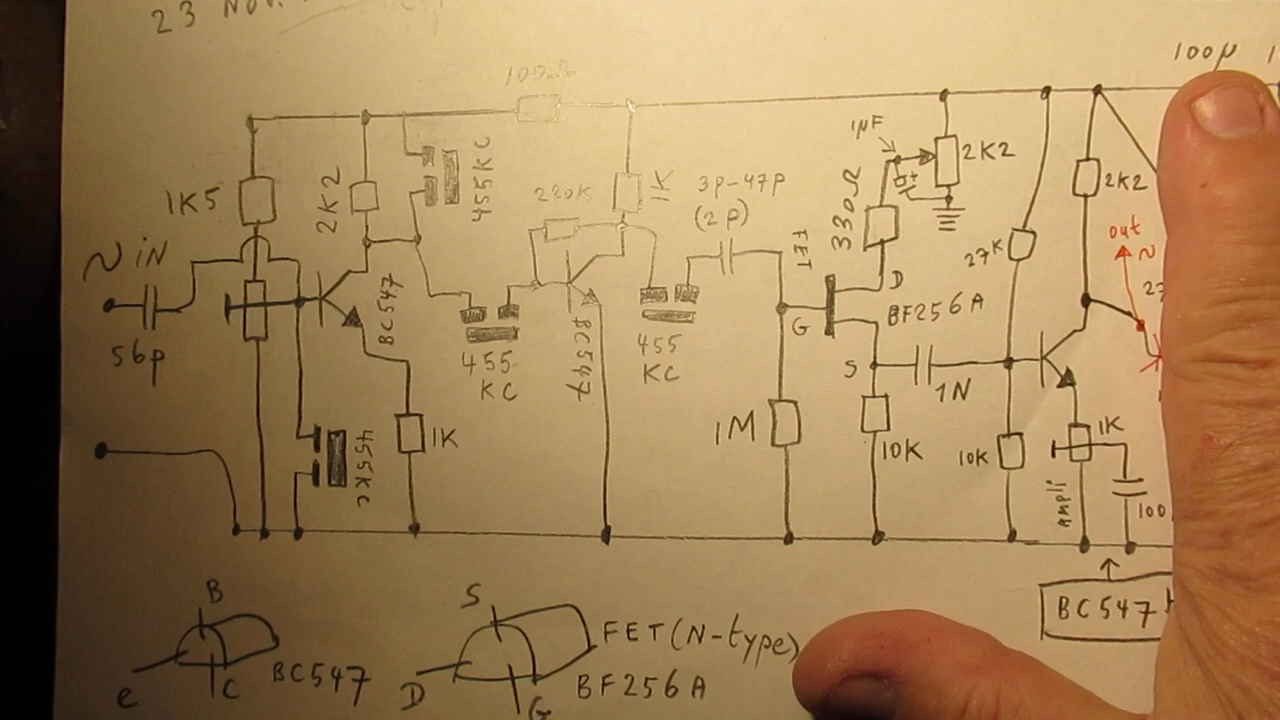 23 Nov.
100Ω
100µ
1K5
2K2
455KC
220K
1K
3p-47p
(2p)
FET
330Ω
1µF
+
2K2
27K
2K2
out
~
27
~ IN
56p
BC547
455
KC
BC547
455
KC
G
D
BF256A
S
1N
1M
10K
10K
1K
ampli
100
1K
455KC
BC547
B
e
C
BC547
S
D
G
FET (N-type)
BF256A